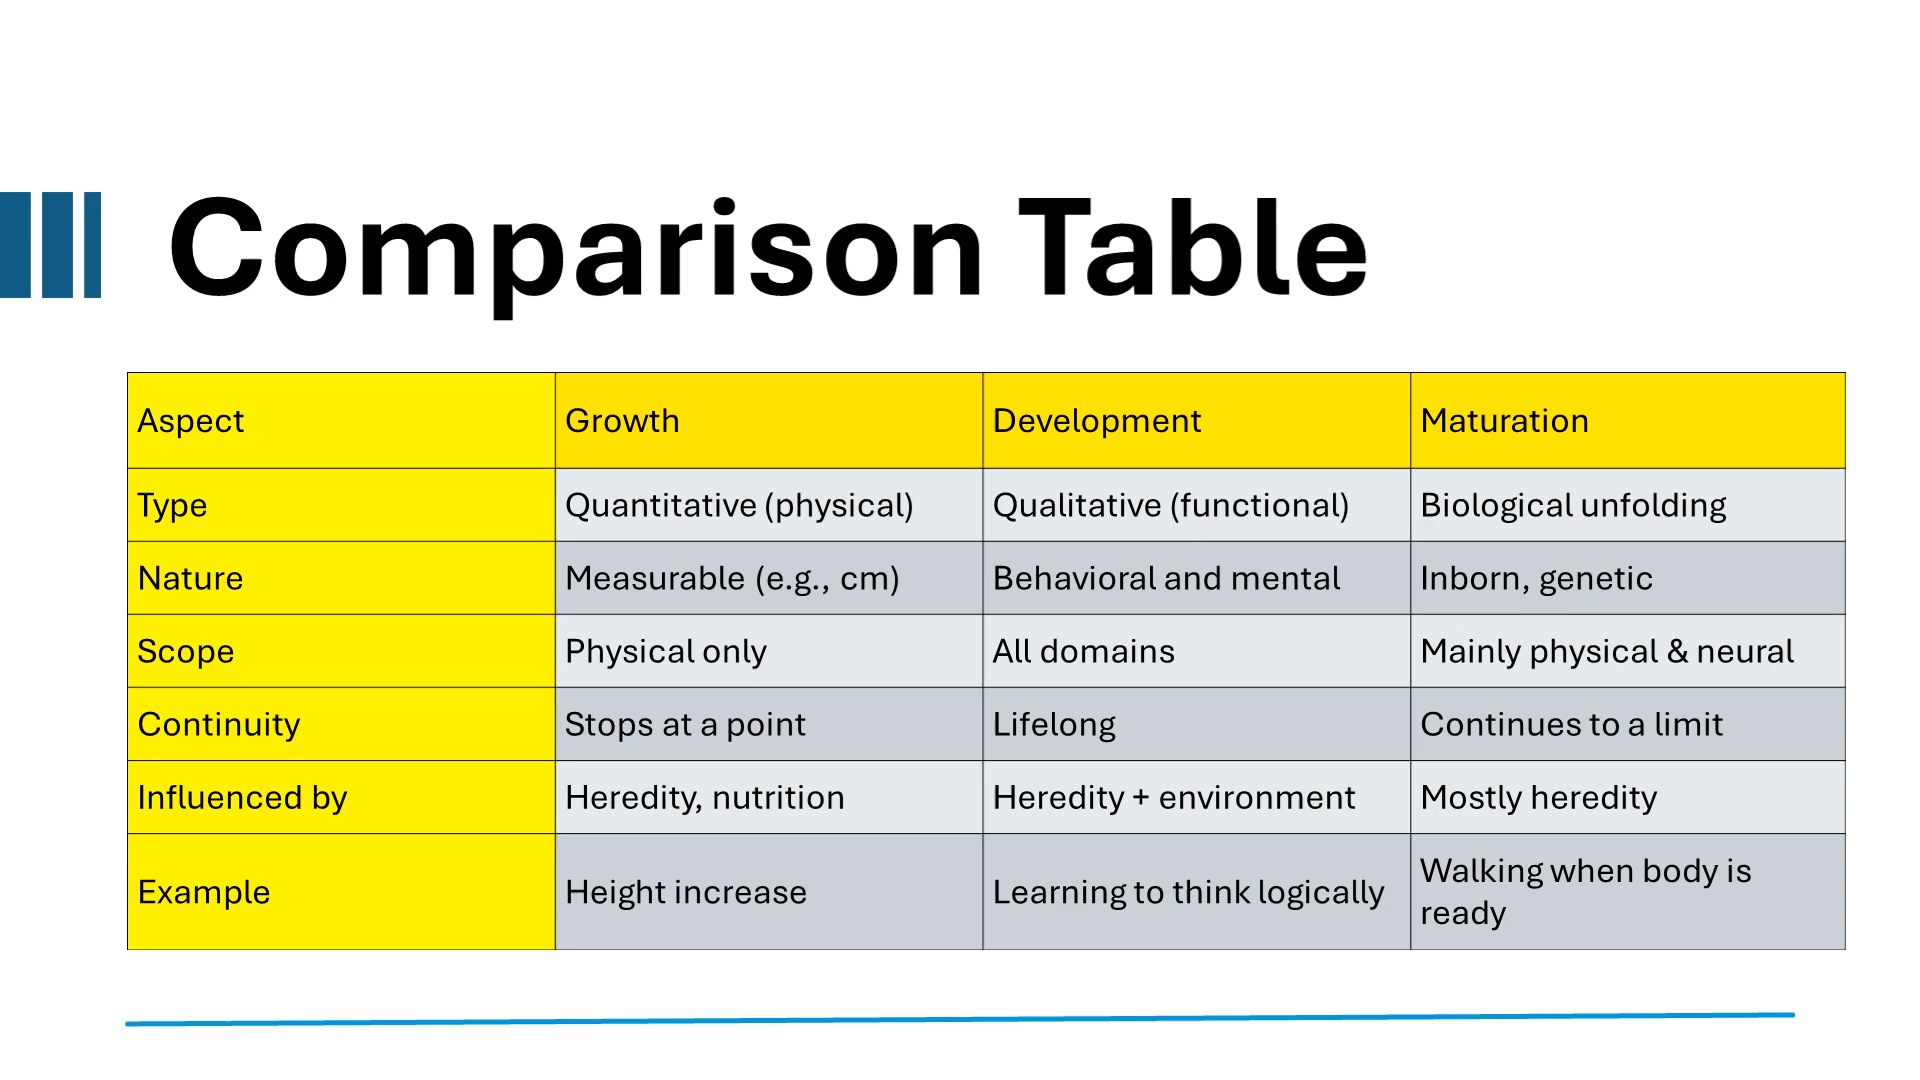 Comparison Table
Aspect Growth Development Maturation
Type Quantitative (physical) Qualitative (functional) Biological unfolding
Nature Measurable (e.g., cm) Behavioral and mental Inborn, genetic
Scope Physical only All domains Mainly physical & neural
Continuity Stops at a point Lifelong Continues to a limit
Influenced by Heredity, nutrition Heredity + environment Mostly heredity
Example Height increase Learning to think logically Walking when body is
ready